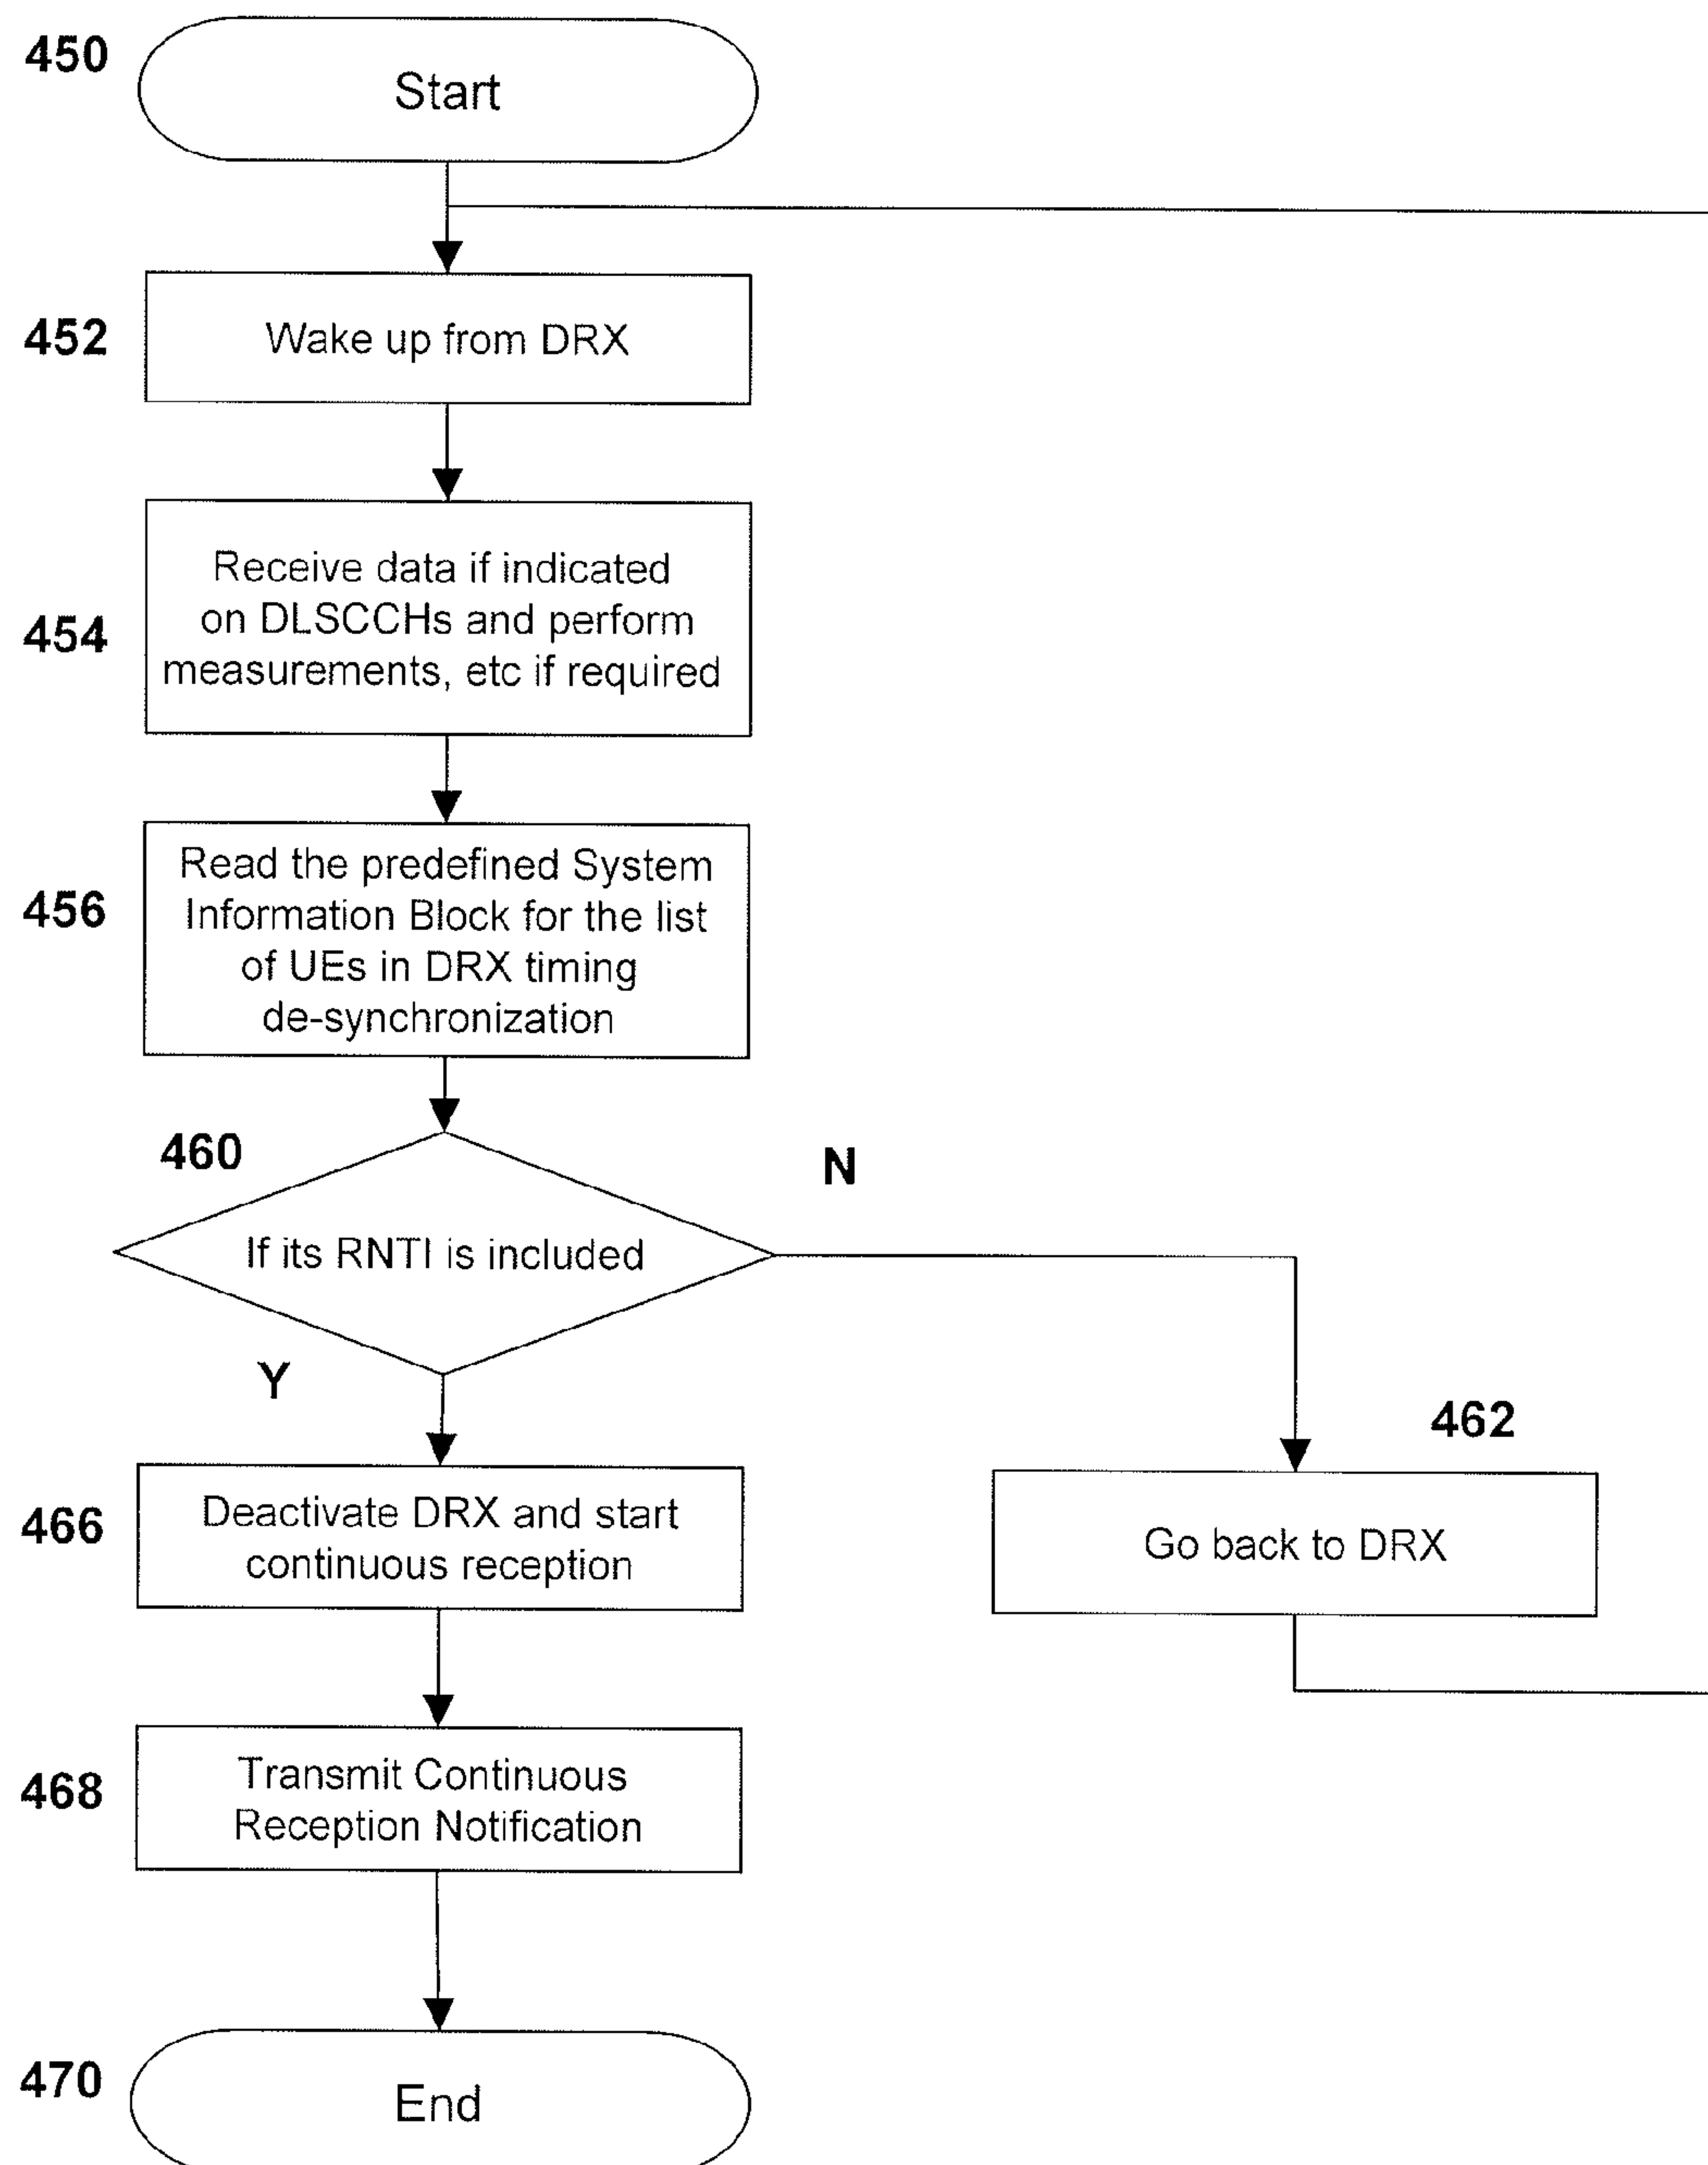 450
Start
452
Wake up from DRX
454
Receive data if indicated
on DLSCCHs and perform
measurements, etc if required
456
Read the predefined System
Information Block for the list
of UEs in DRX timing
de-synchronization
460
N
If its RNTI is included
Y
462
466
Deactivate DRX and start
continuous reception
Go back to DRX
468
Transmit Continuous
Reception Notification
470
End